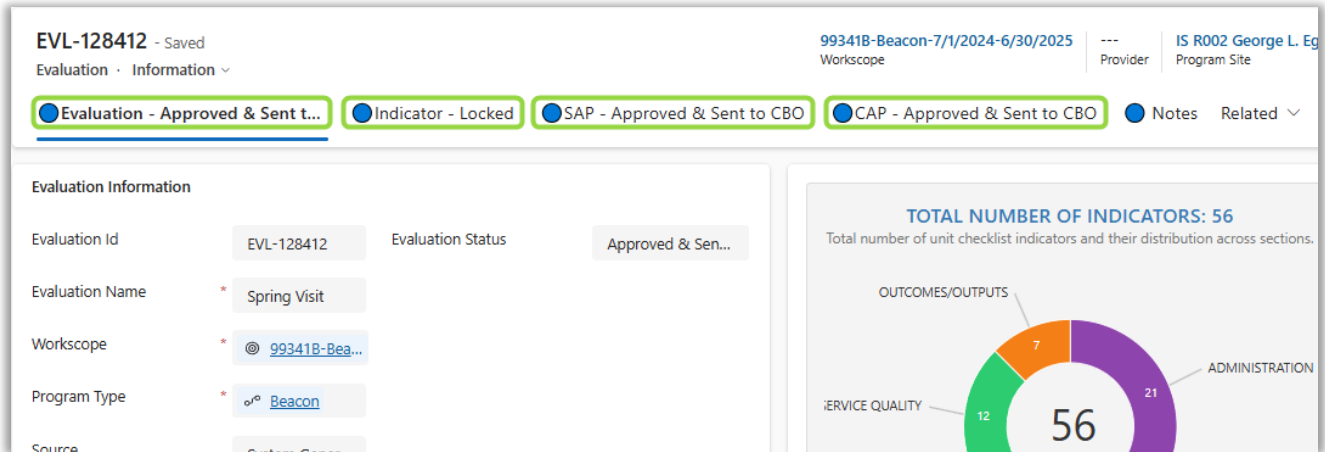 EVL-128412 - Saved
Evaluation · Information
99341B-Beacon-7/1/2024-6/30/2025
Workscope
---
Provider
IS R002 George L. Eg
Program Site
Evaluation - Approved & Sent t...
Indicator - Locked
SAP - Approved & Sent to CBO
CAP - Approved & Sent to CBO
Notes
Related
Evaluation Information
Evaluation Id
EVL-128412
Evaluation Status
Approved & Sen...
Evaluation Name
*
Spring Visit
Workscope
*
99341B-Bea...
Program Type
*
Beacon
Source
TOTAL NUMBER OF INDICATORS: 56
Total number of unit checklist indicators and their distribution across sections.
OUTCOMES/OUTPUTS
7
ADMINISTRATION
21
ERVICE QUALITY
12
56